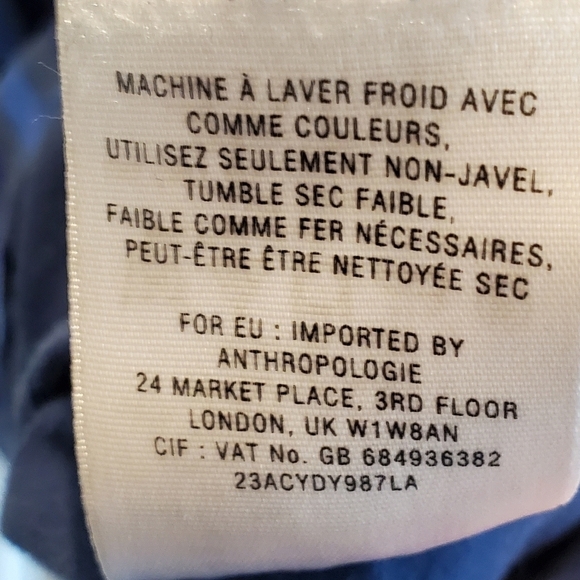 MACHINE À LAVER FROID AVEC
COMME COULEURS,
UTILISEZ SEULEMENT NON-JAVEL,
TUMBLE SEC FAIBLE,
FAIBLE COMME FER NÉCESSAIRES,
PEUT-ÊTRE ÊTRE NETTOYÉE SEC
FOR EU : IMPORTED BY
ANTHROPOLOGIE
24 MARKET PLACE, 3RD FLOOR
LONDON, UK W1W8AN
CIF : VAT No. GB 684936382
23ACYDY987LA